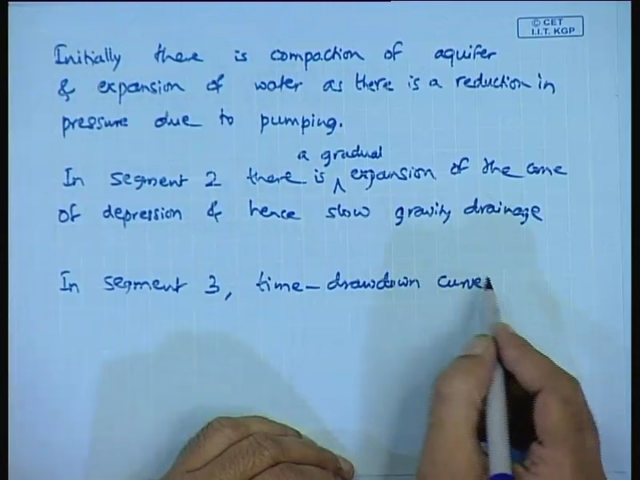 © CET
I.I.T. KGP
Initially there is compaction of aquifer
& expansion of water as there is a reduction in
pressure due to pumping.
In segment 2 there is a gradual expansion of the cone
of depression & hence slow gravity drainage
In segment 3, time-drawdown curve